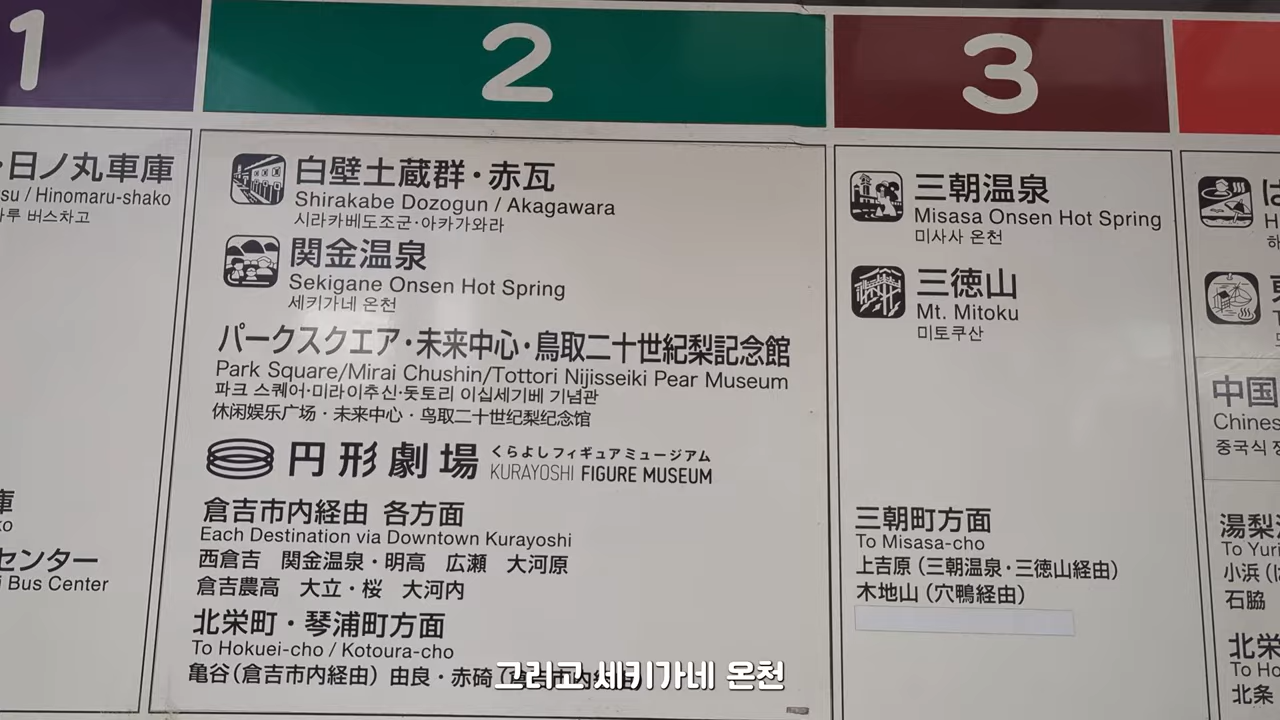 1
2
3
・日ノ丸車庫
su / Hinomaru-shako
루 버스차고
センター
Bus Center
白壁土蔵群・赤瓦
Shirakabe Dozogun / Akagawara
시라카베도조군·아카가와라
関金温泉
Sekigane Onsen Hot Spring
세키가네 온천
パークスクエア・未来中心・鳥取二十世紀梨記念館
Park Square/Mirai Chushin/Tottori Nijisseiki Pear Museum
파크 스퀘어·미라이추신·돗토리 이십세기베 기념관
休闲娱乐广场・未来中心・鸟取二十世纪梨纪念馆
円形劇場 くらよしフィギュアミュージアム
KURAYOSHI FIGURE MUSEUM
倉吉市内経由 各方面
Each Destination via Downtown Kurayoshi
西倉吉 関金温泉・明高 広瀬 大河原
倉吉農高 大立・桜 大河内
北栄町・琴浦町方面
To Hokuei-cho / Kotoura-cho
亀谷(倉吉市内経由) 由良・赤碕
三朝温泉
Misasa Onsen Hot Spring
미사사 온천
三徳山
Mt. Mitoku
미토쿠산
三朝町方面
To Misasa-cho
上吉原(三朝温泉・三徳山経由)
木地山(穴鴨経由)
中国
Chines
중국식
湯梨
To Yuri
小浜
石脇
北栄
To Ho
北条
그리고 세키가네 온천